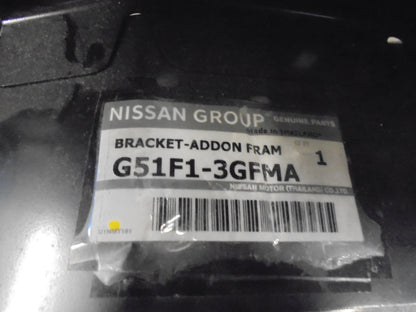 NISSAN GROUP GENUINE PARTS
Made in THAILAND
BRACKET-ADDON FRAM
G51F1-3GFMA 1
NISSAN MOTOR (THAILAND) CO.,LTD.